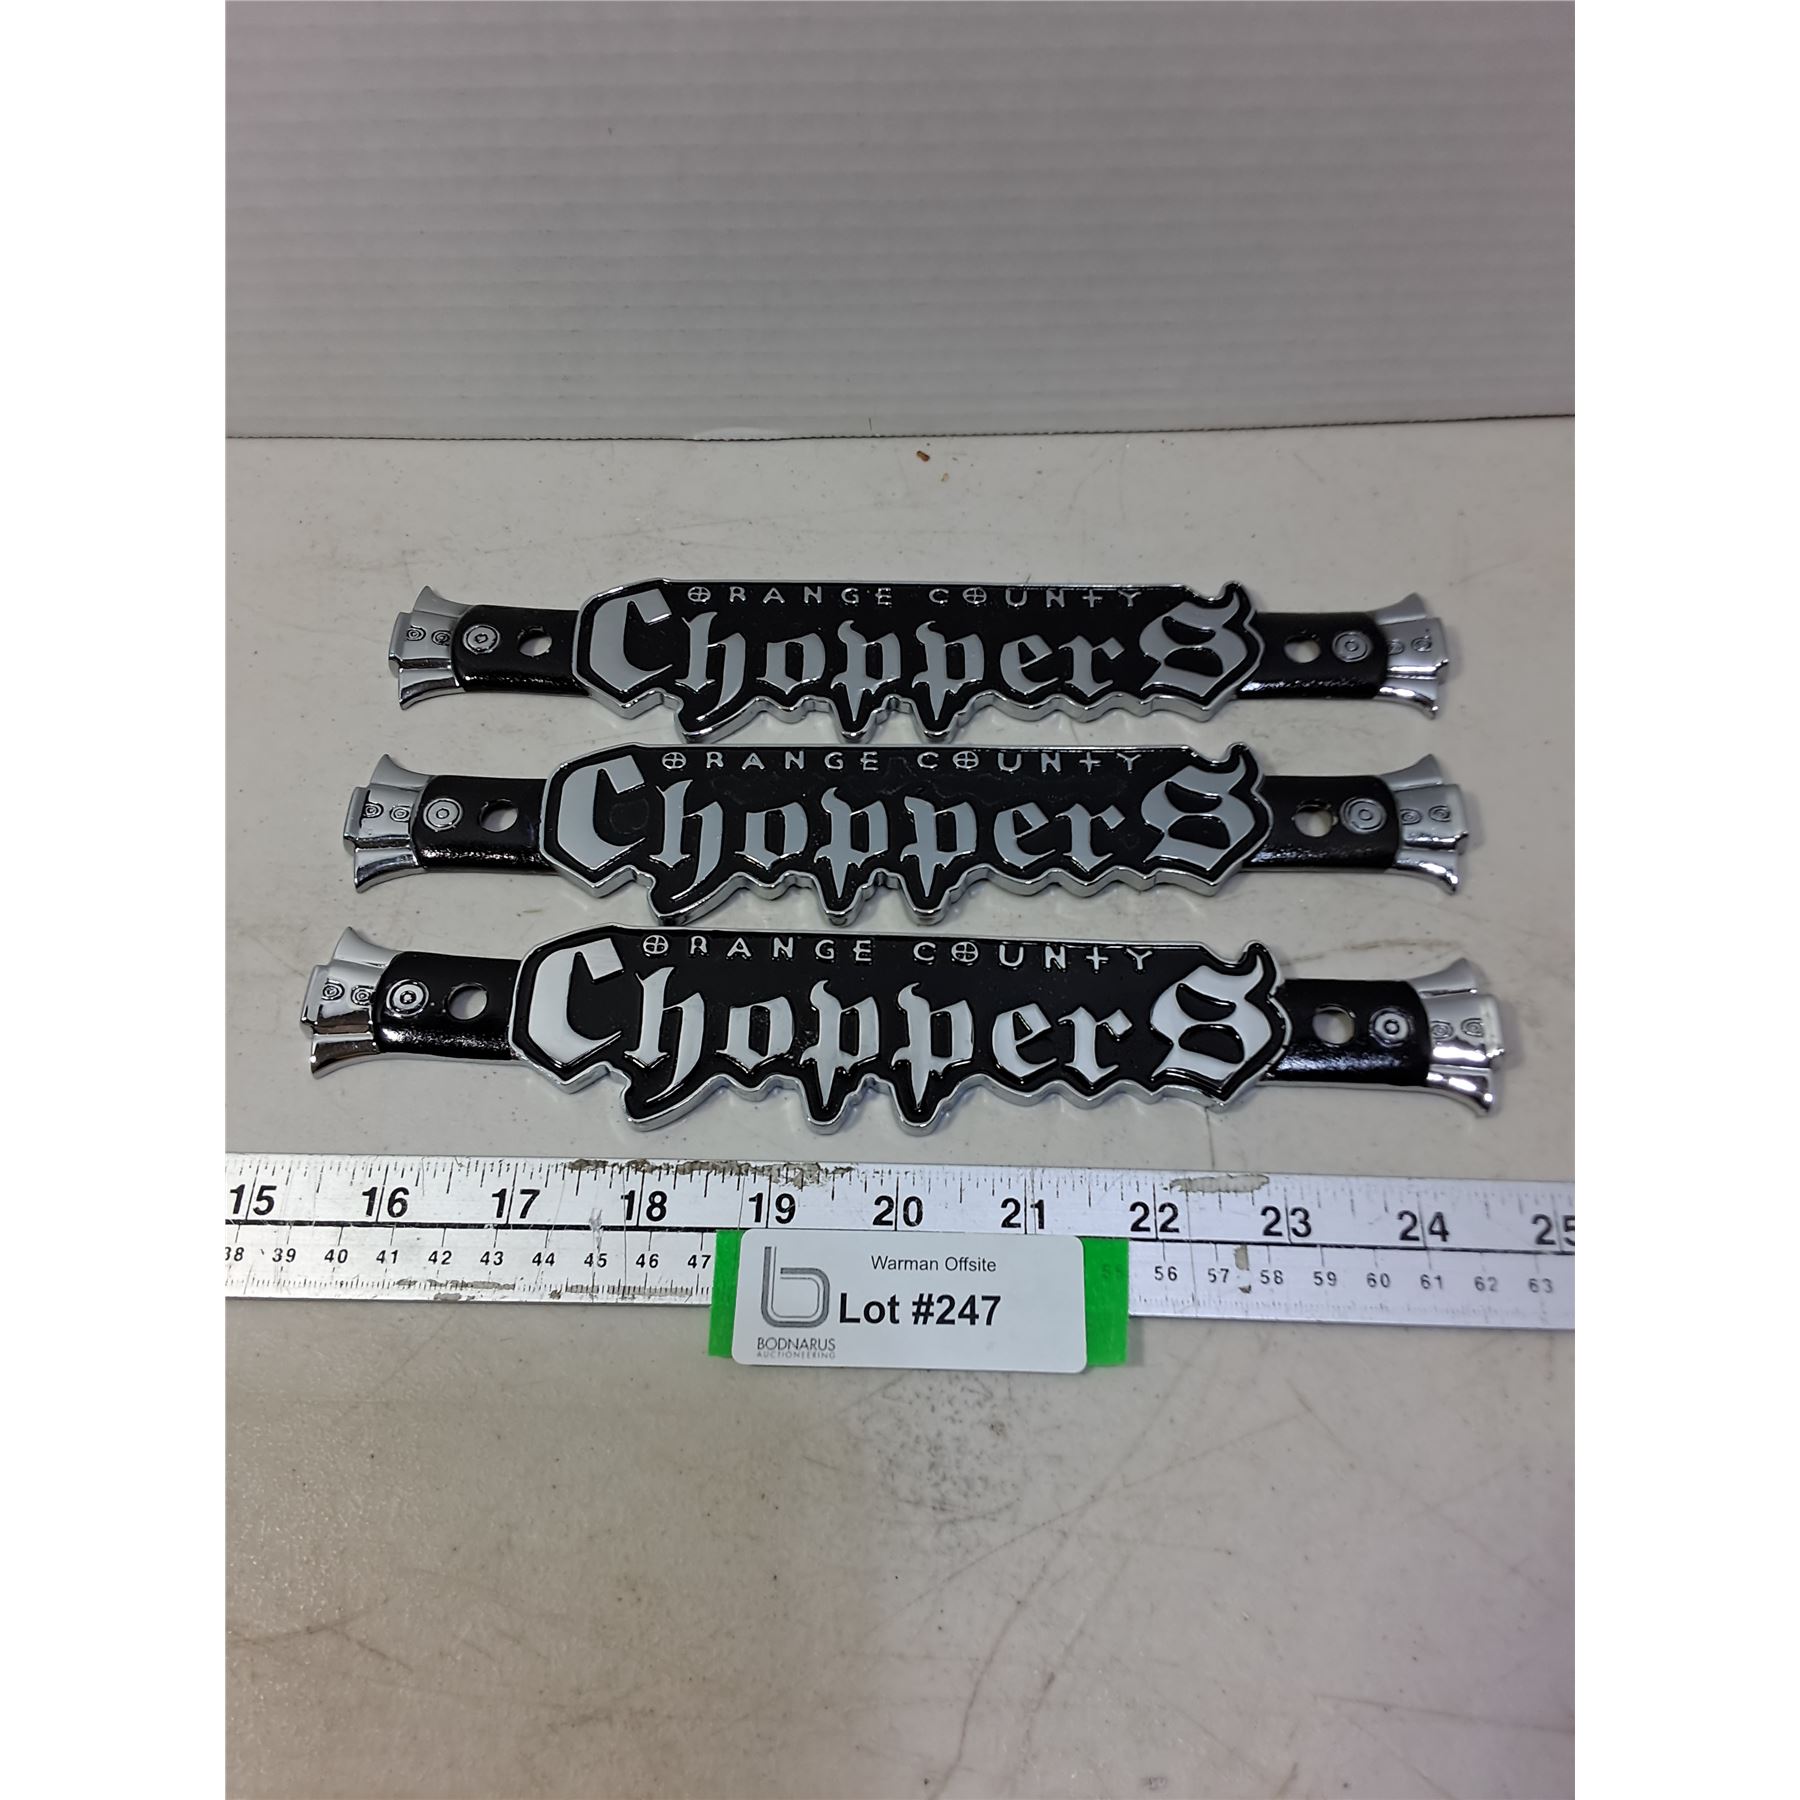 ORANGE COUNTY
ChopperS
ORANGE COUNTY
ChopperS
ORANGE COUNTY
ChopperS
15 16 17 18 19 20 21 22 23 24 25
38 39 40 41 42 43 44 45 46 47 55 56 57 58 59 60 61 62 63
Warman Offsite
Lot #247
BODNARUS
AUCTIONEERING